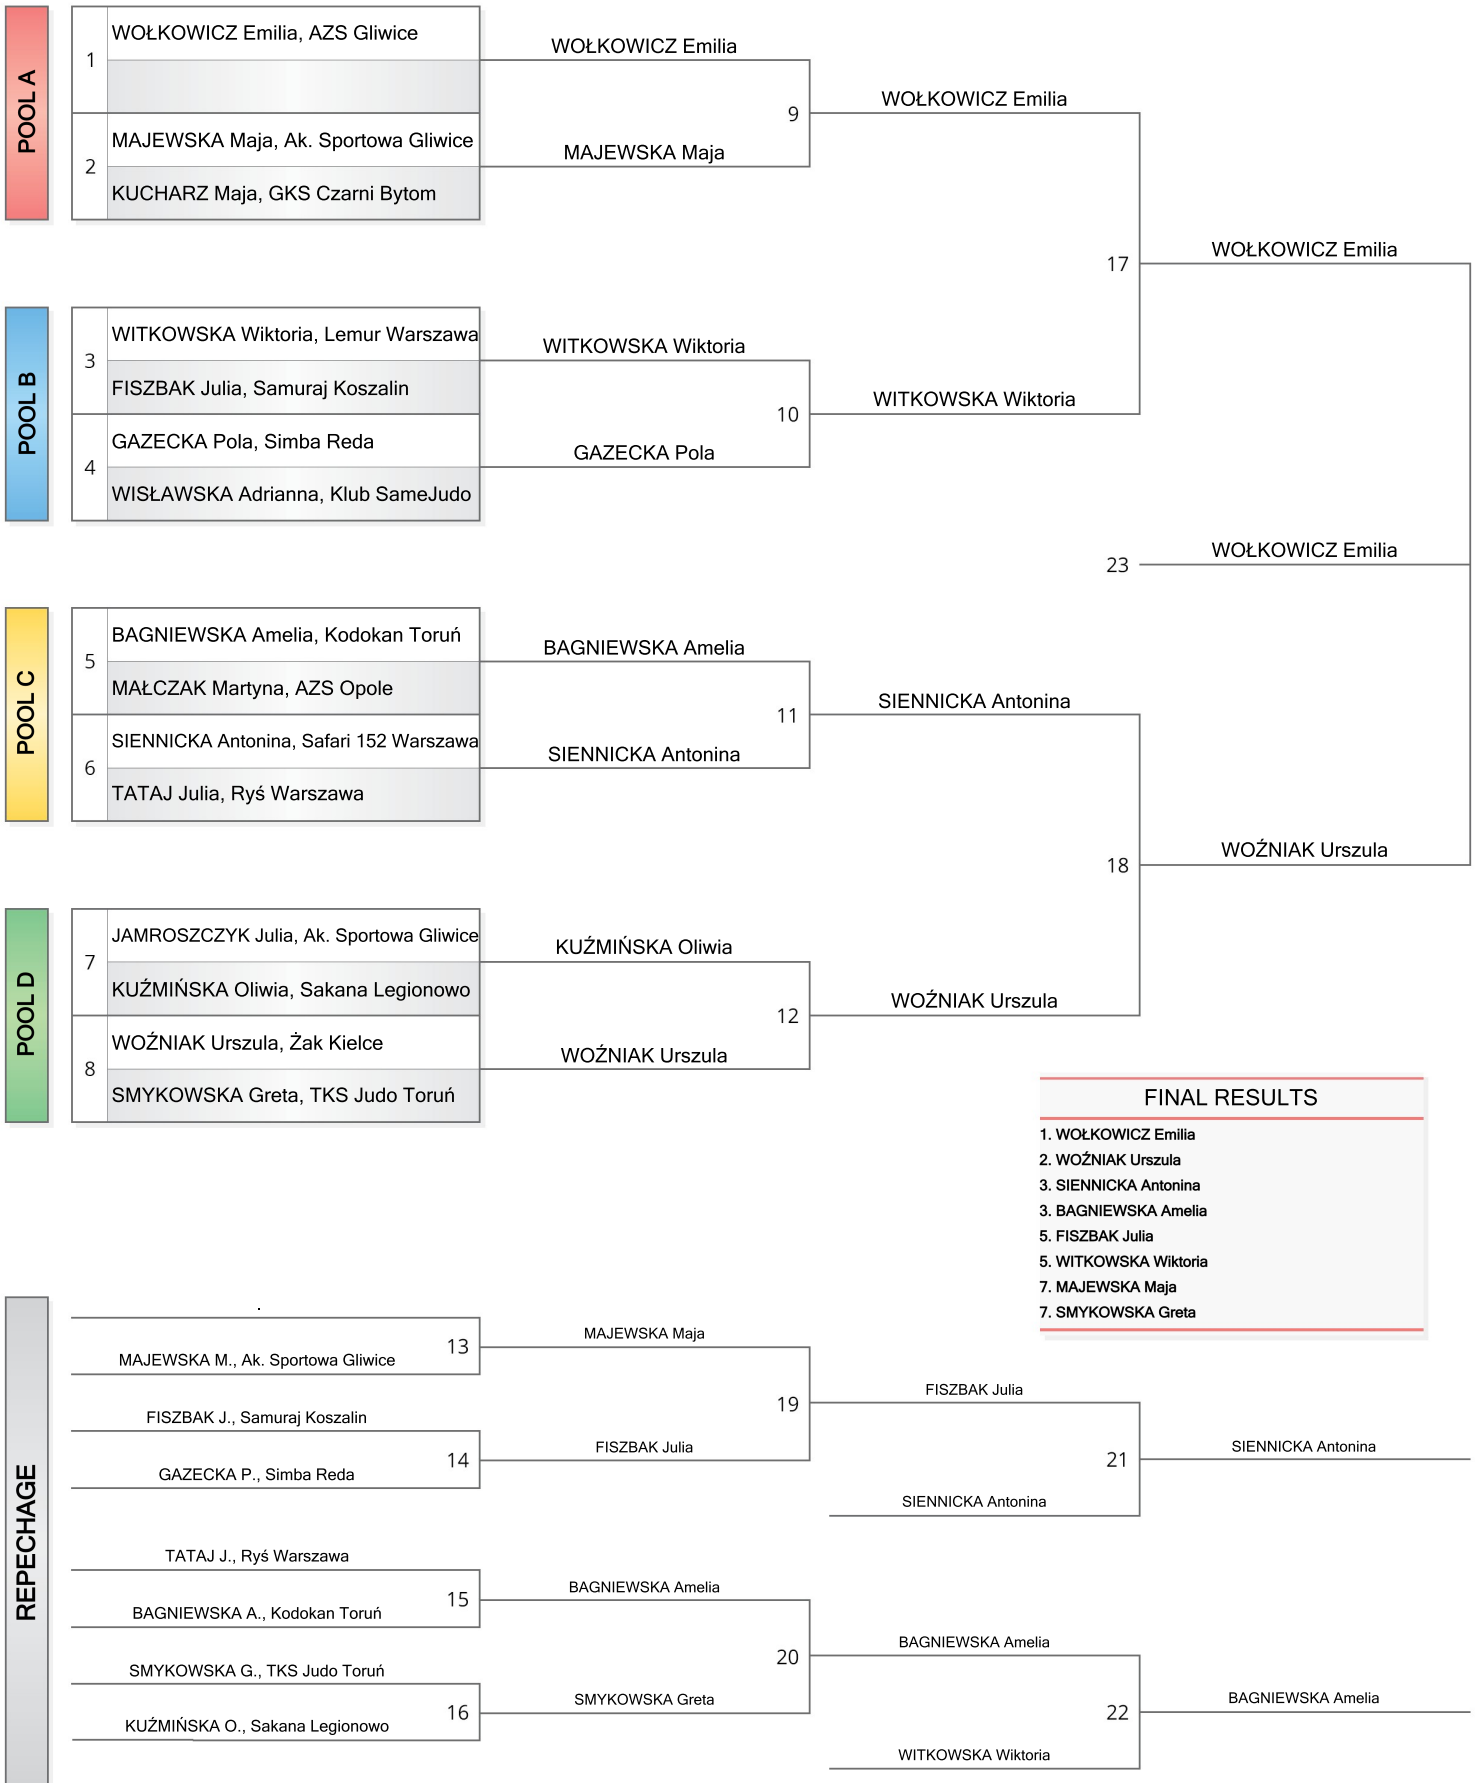 POOL A
1
WOŁKOWICZ Emilia, AZS Gliwice
2
MAJEWSKA Maja, Ak. Sportowa Gliwice
KUCHARZ Maja, GKS Czarni Bytom
WOŁKOWICZ Emilia
MAJEWSKA Maja
9
WOŁKOWICZ Emilia
POOL B
3
WITKOWSKA Wiktoria, Lemur Warszawa
FISZBAK Julia, Samuraj Koszalin
4
GAZECKA Pola, Simba Reda
WISŁAWSKA Adrianna, Klub SameJudo
WITKOWSKA Wiktoria
GAZECKA Pola
10
WITKOWSKA Wiktoria
17
WOŁKOWICZ Emilia
23
WOŁKOWICZ Emilia
POOL C
5
BAGNIEWSKA Amelia, Kodokan Toruń
MAŁCZAK Martyna, AZS Opole
6
SIENNICKA Antonina, Safari 152 Warszawa
TATAJ Julia, Ryś Warszawa
BAGNIEWSKA Amelia
SIENNICKA Antonina
11
SIENNICKA Antonina
POOL D
7
JAMROSZCZYK Julia, Ak. Sportowa Gliwice
KUŹMIŃSKA Oliwia, Sakana Legionowo
8
WOŹNIAK Urszula, Żak Kielce
SMYKOWSKA Greta, TKS Judo Toruń
KUŹMIŃSKA Oliwia
WOŹNIAK Urszula
12
WOŹNIAK Urszula
18
WOŹNIAK Urszula
FINAL RESULTS
1. WOŁKOWICZ Emilia
2. WOŹNIAK Urszula
3. SIENNICKA Antonina
3. BAGNIEWSKA Amelia
5. FISZBAK Julia
5. WITKOWSKA Wiktoria
7. MAJEWSKA Maja
7. SMYKOWSKA Greta
REPECHAGE
.
MAJEWSKA M., Ak. Sportowa Gliwice
13
FISZBAK J., Samuraj Koszalin
GAZECKA P., Simba Reda
14
MAJEWSKA Maja
FISZBAK Julia
19
FISZBAK Julia
SIENNICKA Antonina
21
SIENNICKA Antonina
TATAJ J., Ryś Warszawa
BAGNIEWSKA A., Kodokan Toruń
15
SMYKOWSKA G., TKS Judo Toruń
KUŹMIŃSKA O., Sakana Legionowo
16
BAGNIEWSKA Amelia
SMYKOWSKA Greta
20
BAGNIEWSKA Amelia
WITKOWSKA Wiktoria
22
BAGNIEWSKA Amelia